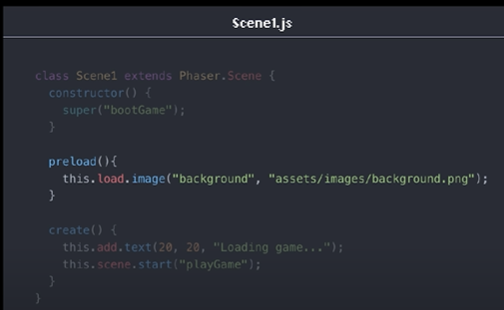 Scene1.js
class Scene1 extends Phaser.Scene {
constructor() {
super("bootGame");
}
preload(){
this.load.image("background", "assets/images/background.png");
}
create() {
this.add.text(20, 20, "Loading game...");
this.scene.start("playGame");
}
}